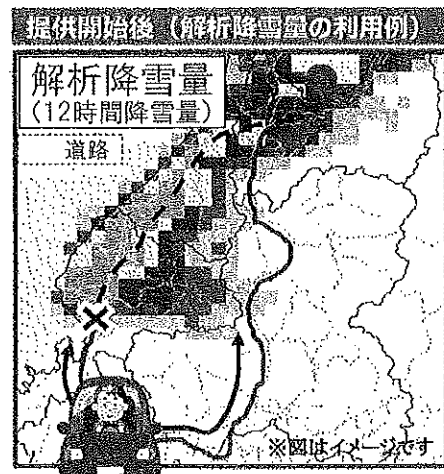 提供開始後（解析降雪量の利用例）
解析降雪量
（12時間降雪量）
道路
※図はイメージです